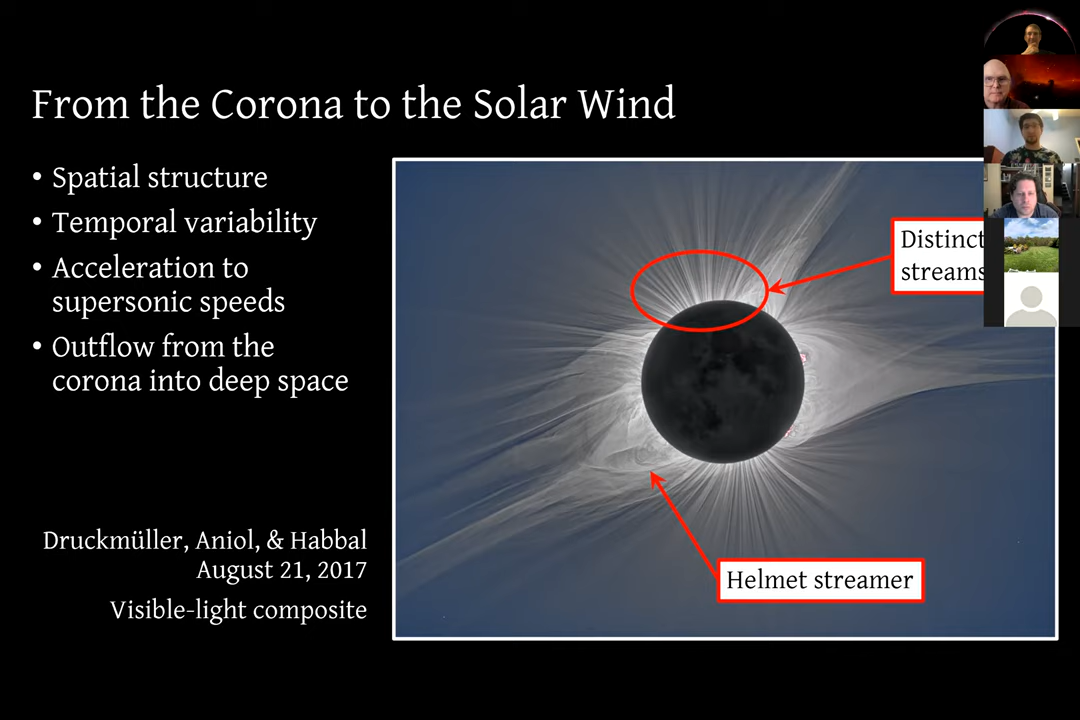 From the Corona to the Solar Wind
• Spatial structure
• Temporal variability
• Acceleration to
supersonic speeds
• Outflow from the
corona into deep space
Distinct
streams
Helmet streamer
Druckmüller, Aniol, & Habbal
August 21, 2017
Visible-light composite